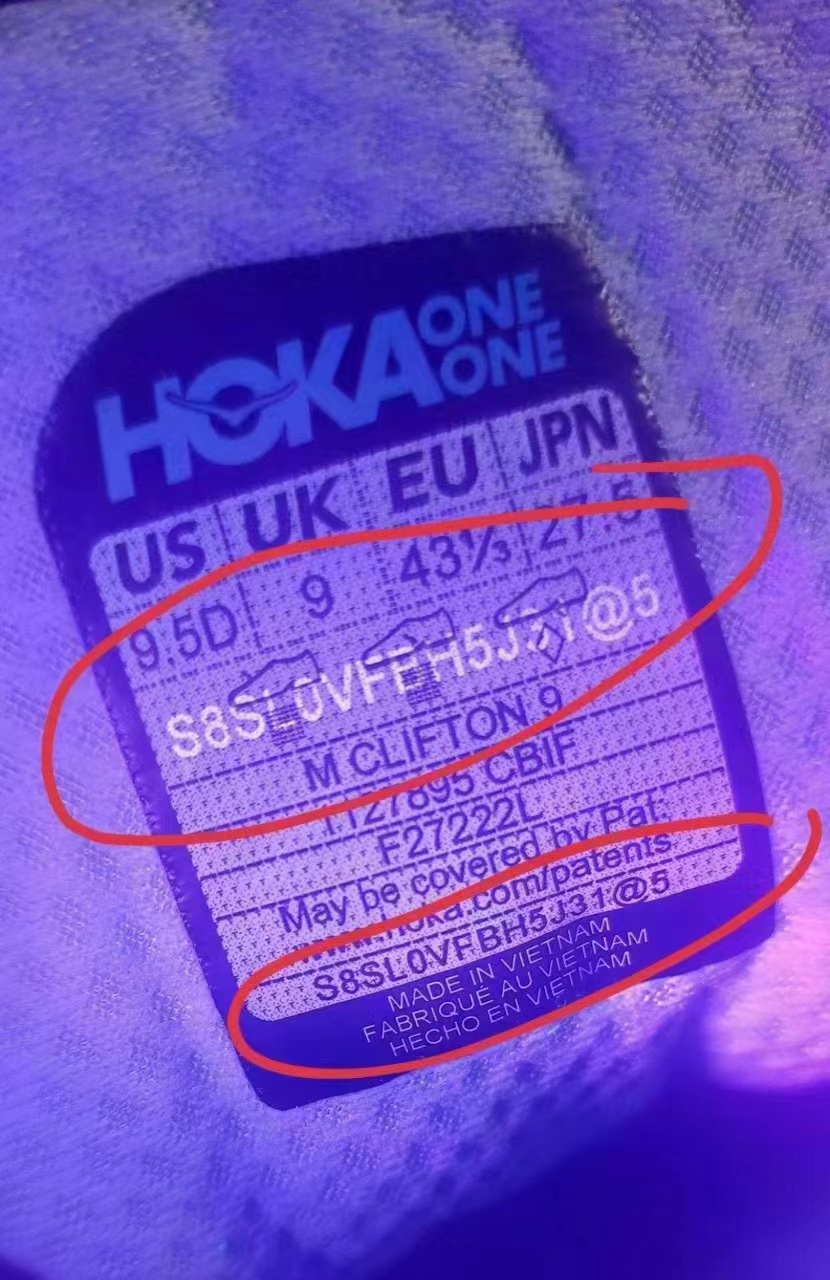 HOKA ONE ONE
US UK EU JPN
9.5D 9 43⅓ 27.5
S8SL0VFBH5J31@5
M CLIFTON 9
1127895 CBIF
F27222L
May be covered by Pat.
www.hoka.com/patents
S8SL0VFBH5J31@5
MADE IN VIETNAM
FABRIQUÉ AU VIETNAM
HECHO EN VIETNAM